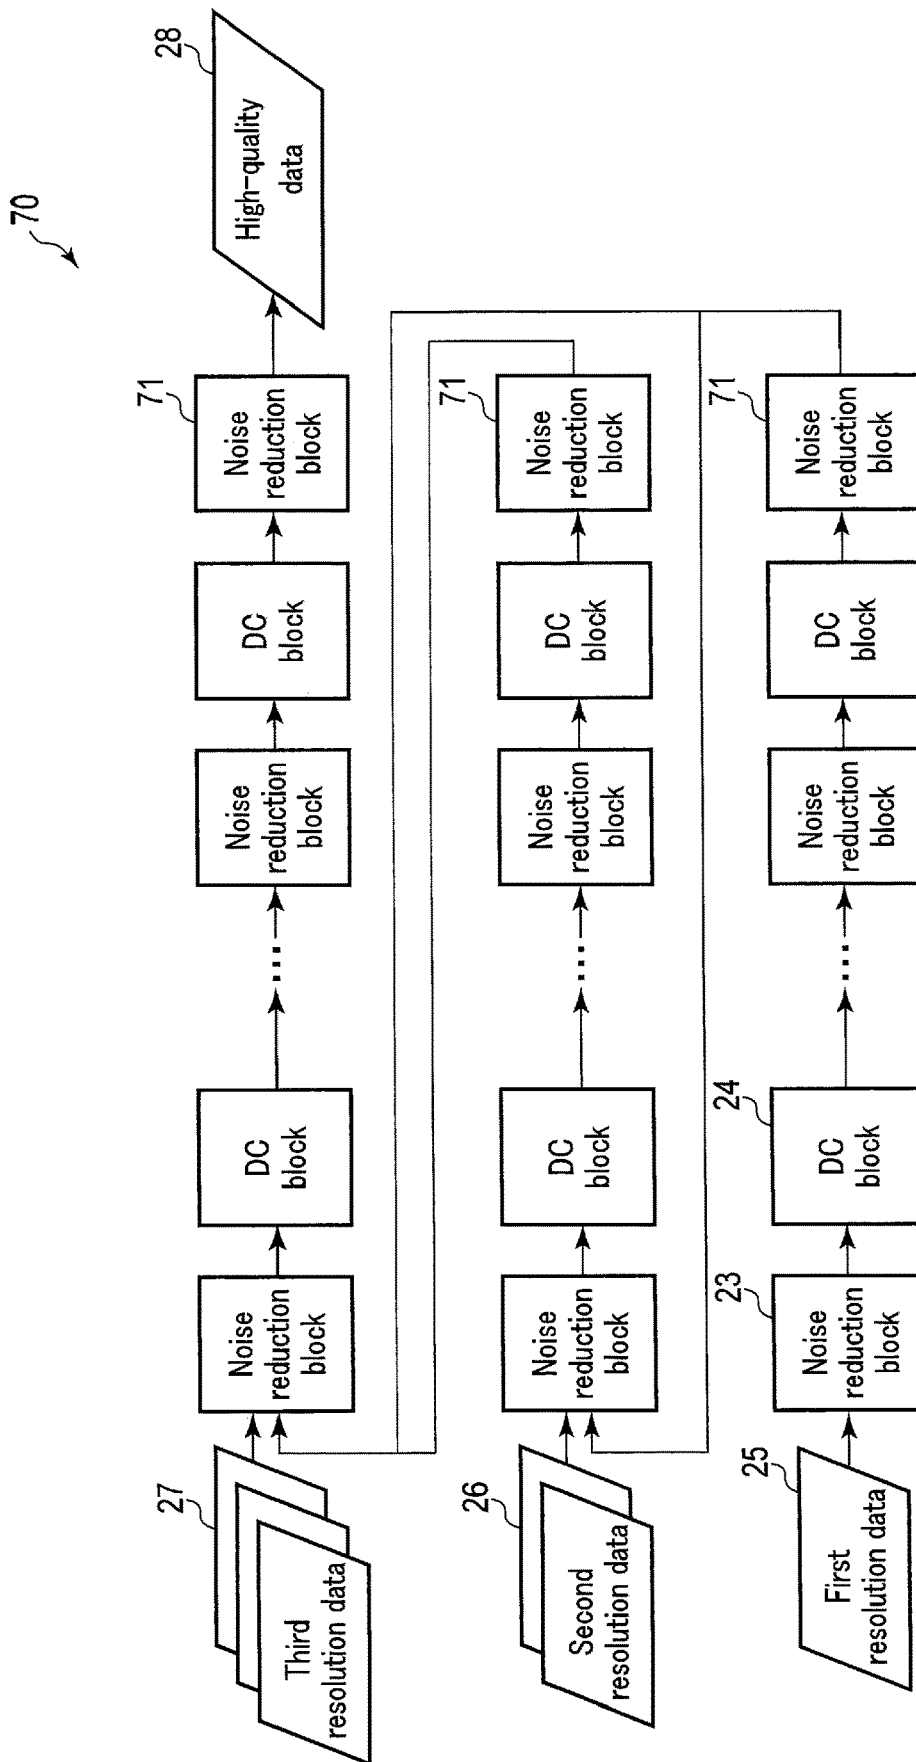 70
27
Third
resolution data
Noise
reduction
block
DC
block
...
Noise
reduction
block
DC
block
71
Noise
reduction
block
28
High-quality
data
26
Second
resolution data
Noise
reduction
block
DC
block
...
Noise
reduction
block
DC
block
71
Noise
reduction
block
25
First
resolution data
23
Noise
reduction
block
24
DC
block
...
Noise
reduction
block
DC
block
71
Noise
reduction
block